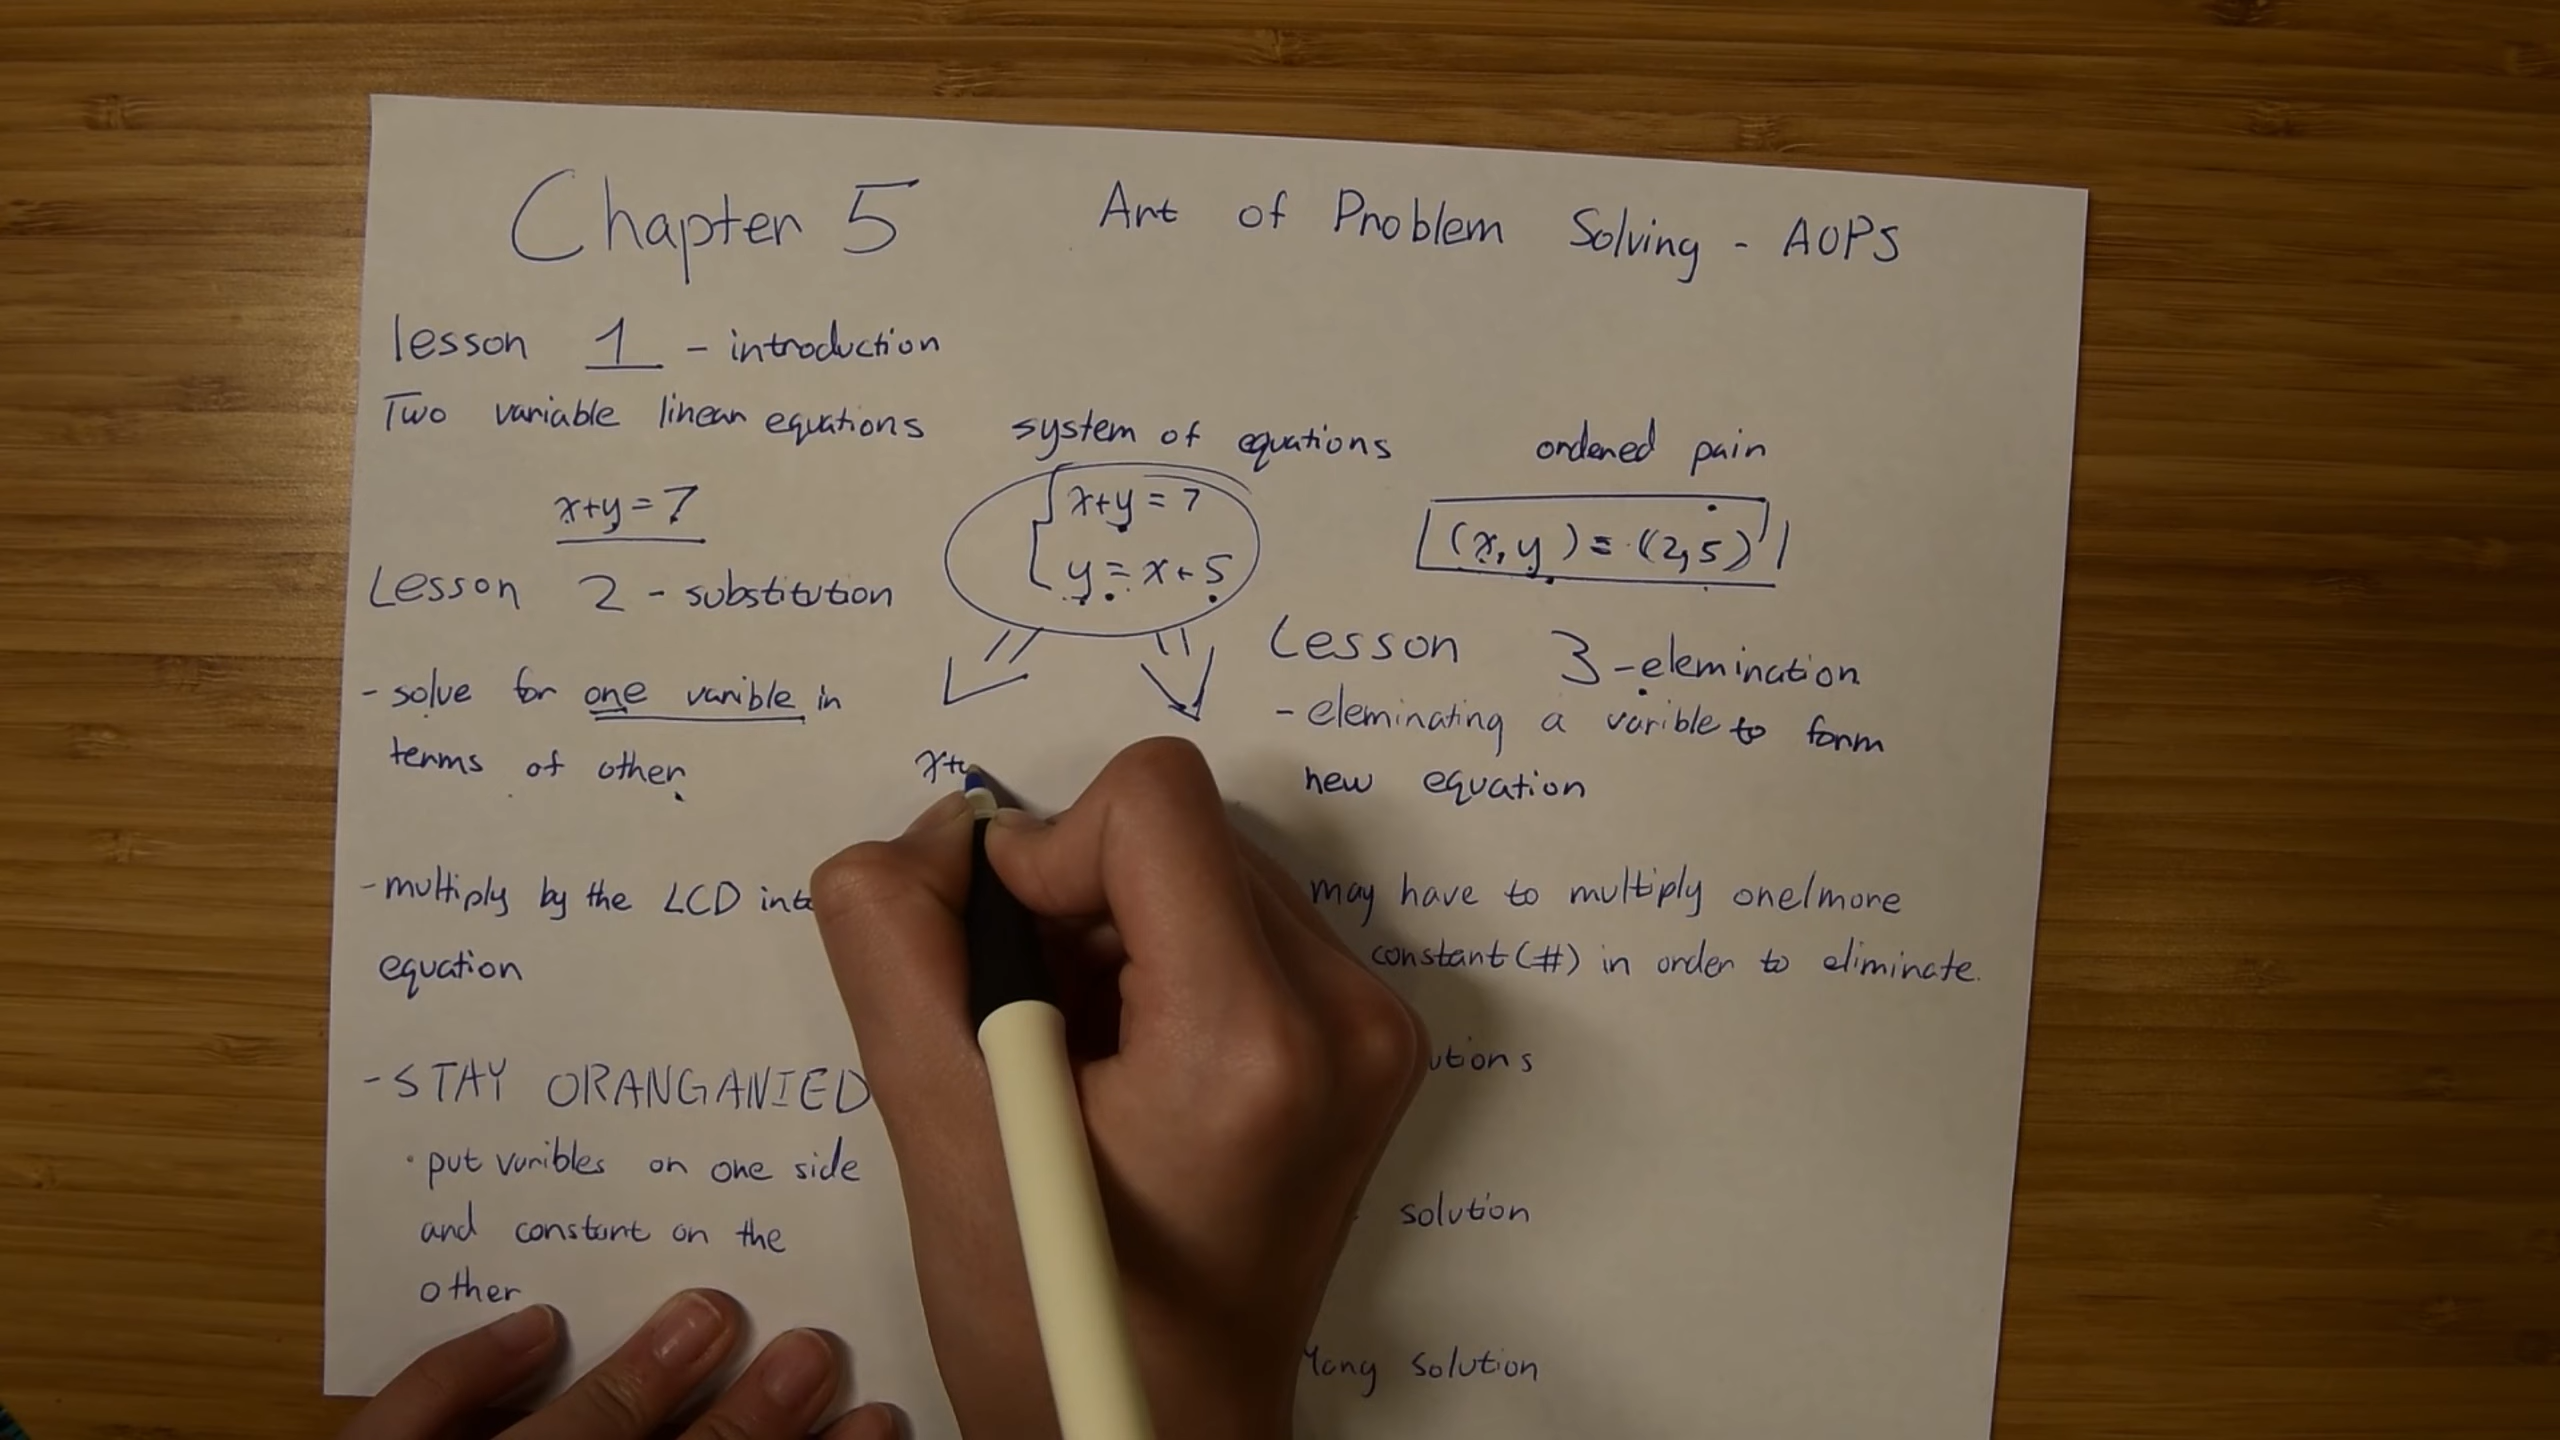 Chapter 5
Art of Problem Solving - AOPS
lesson 1 - introduction
Two variable linear equations
x+y=7
system of equations
x+y = 7
y = x+5
ordered pair
(x, y) = (2, 5)
Lesson 2 - substitution
- solve for one varible in
terms of other.
- multiply by the LCD
equation
- STAY ORANGANIED
• put varibles on one side
and constant on the
other
x+y
Lesson 3 - elemination
- eleminating a varible to form
new equation
may have to multiply one/more
constant (#) in order to eliminate.
solution
solution